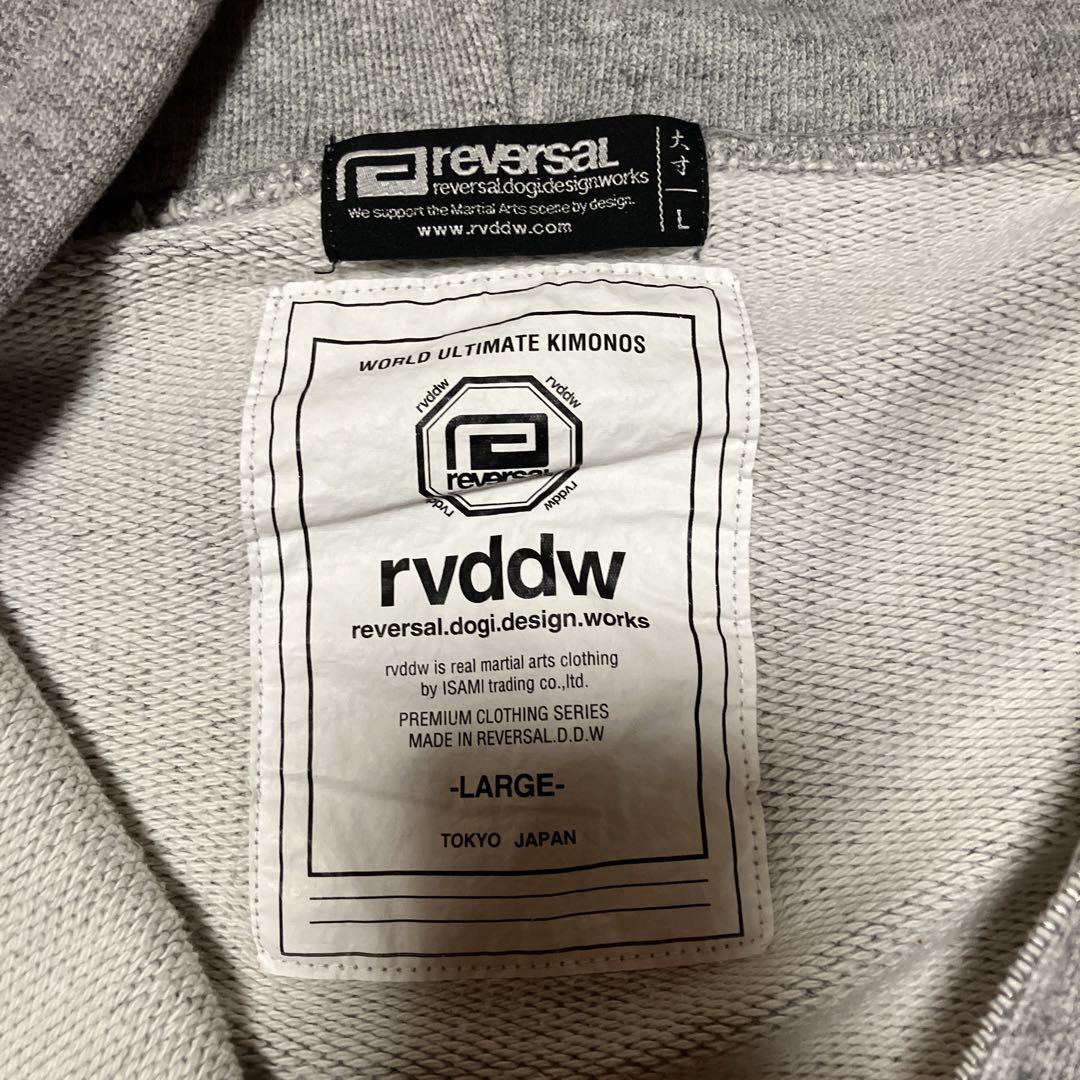 reversal
reversal.dogi.design.works
We support the Martial Arts scene by design.
www.rvddw.com
大寸
L
WORLD ULTIMATE KIMONOS
rvddw
rvddw
reversal
rvddw
rvddw
rvddw
reversal.dogi.design.works
rvddw is real martial arts clothing
by ISAMI trading co.,ltd.
PREMIUM CLOTHING SERIES
MADE IN REVERSAL.D.D.W
-LARGE-
TOKYO JAPAN